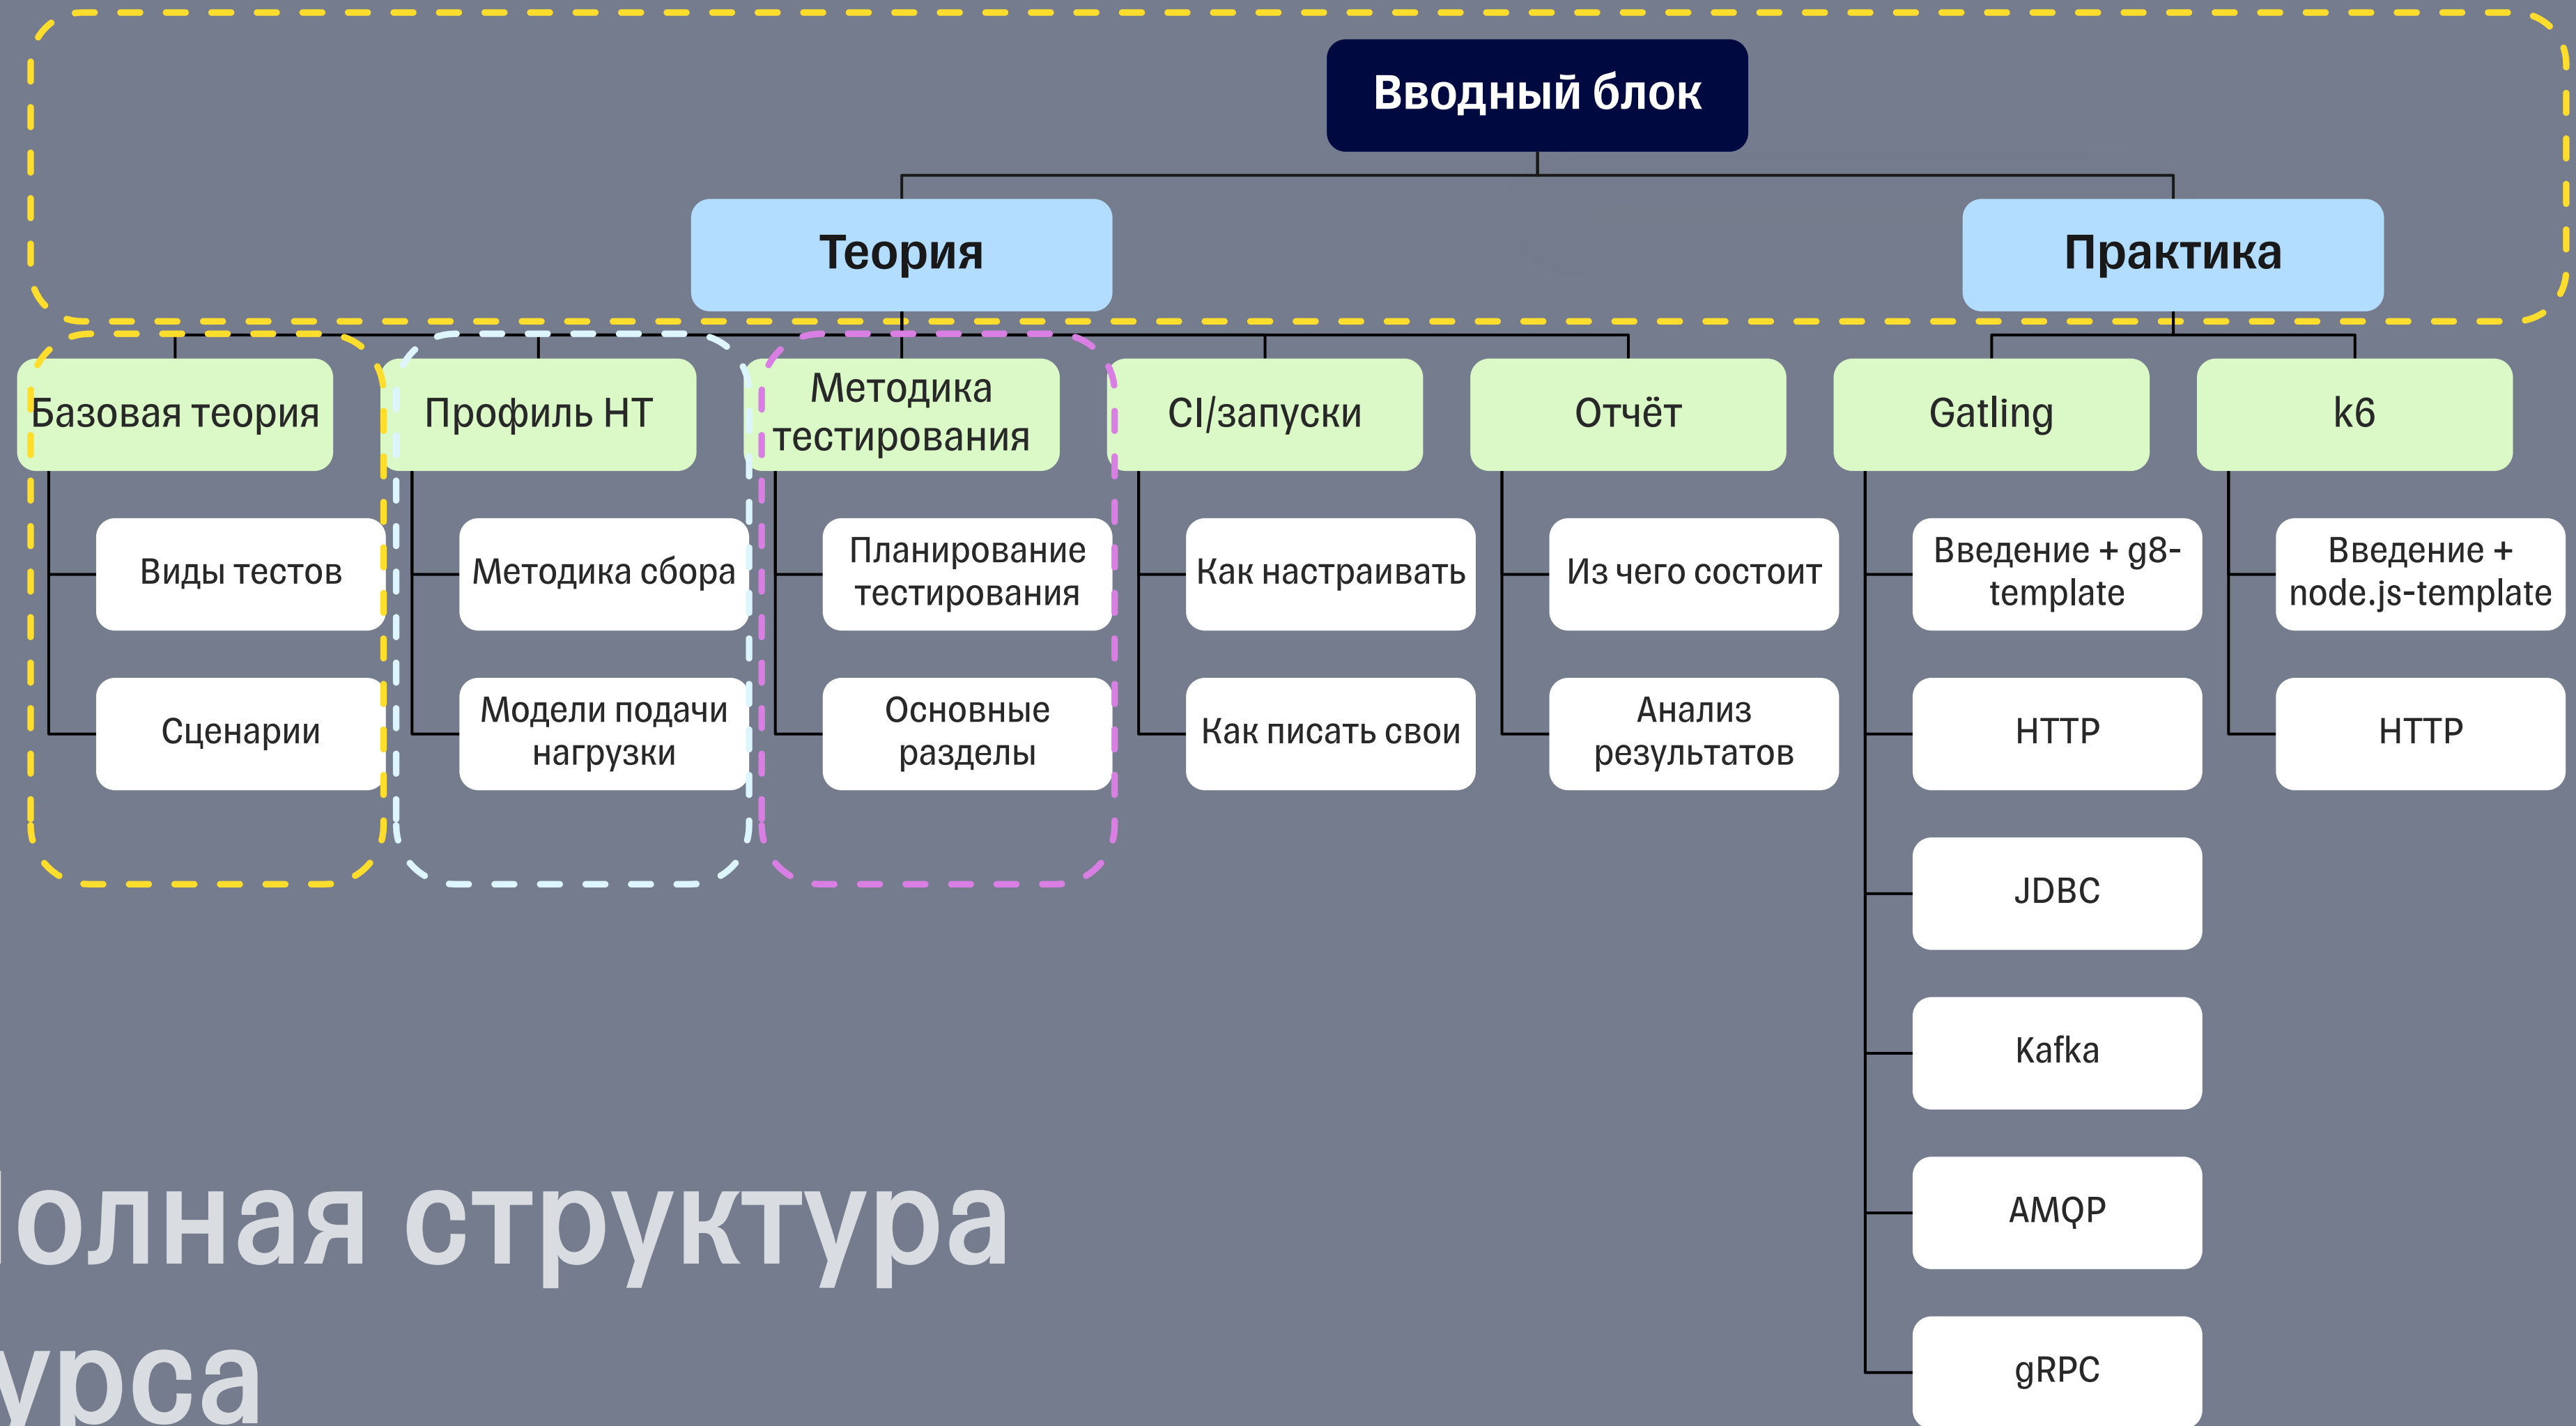 Вводный блок
Теория
Практика
Базовая теория
Профиль НТ
Методика
тестирования
CI/запуски
Отчёт
Gatling
k6
Виды тестов
Методика сбора
Планирование
тестирования
Как настраивать
Из чего состоит
Введение + g8-
template
Введение +
node.js-template
Сценарии
Модели подачи
нагрузки
Основные
разделы
Как писать свои
Анализ
результатов
HTTP
HTTP
JDBC
Kafka
AMQP
gRPC
олная структура
урса